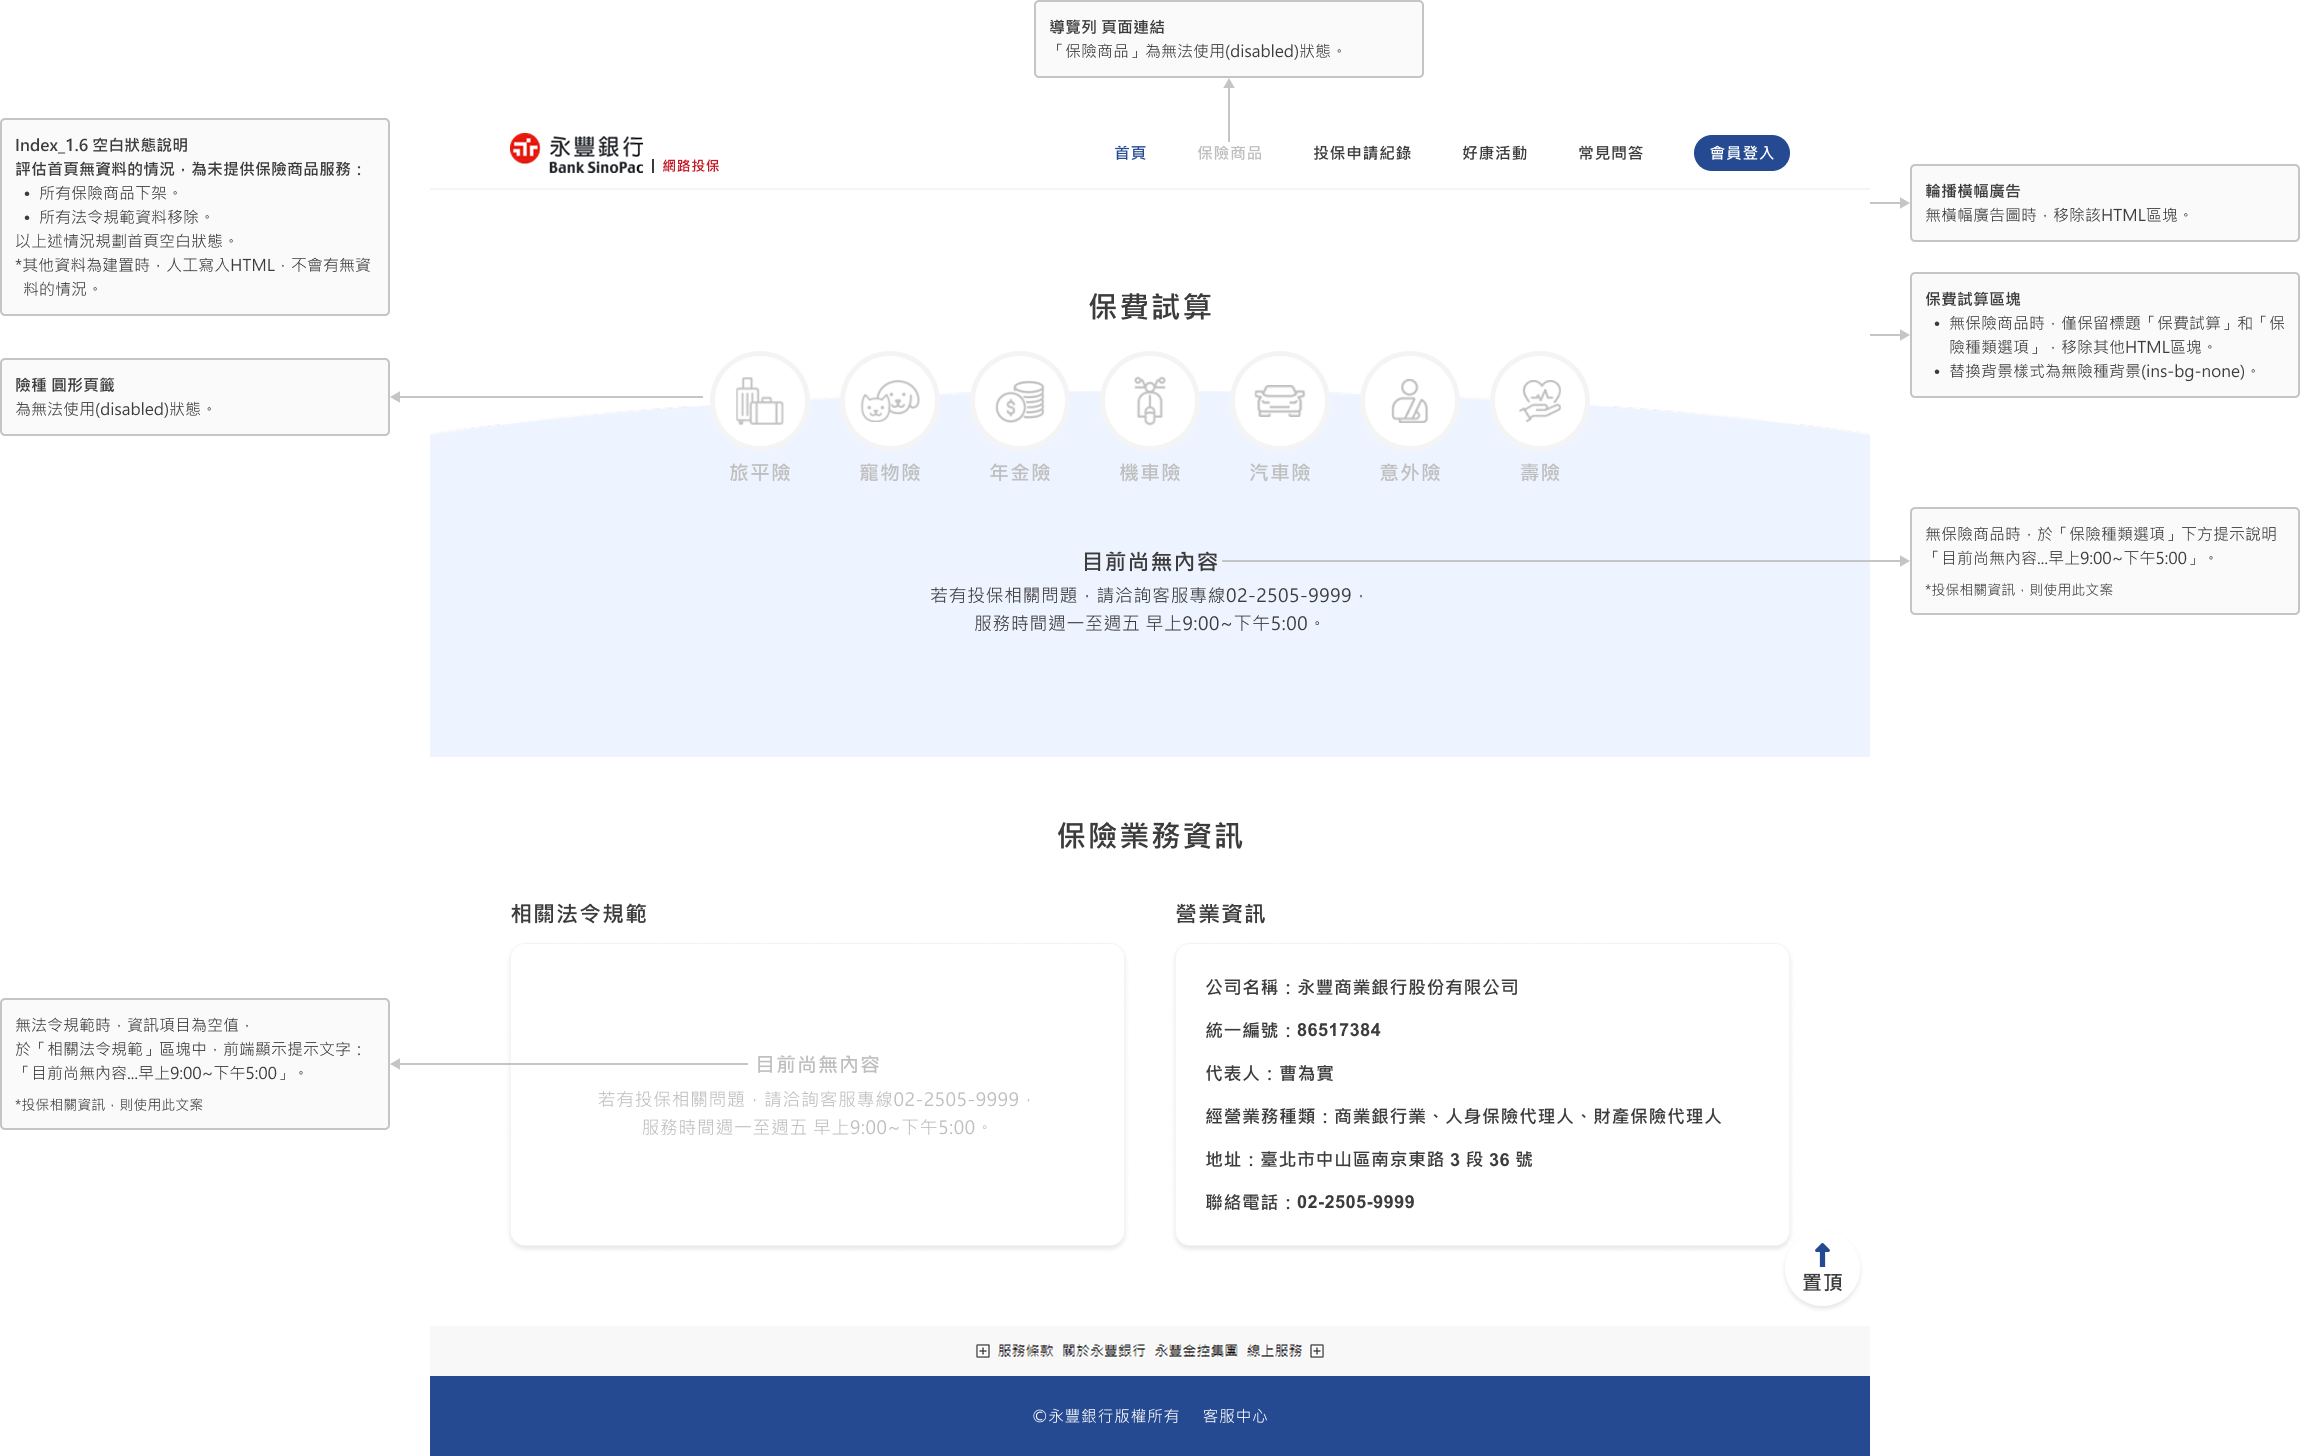 導覽列 頁面連結
「保險商品」為無法使用(disabled)狀態。
Index_1.6 空白狀態說明
評估首頁無資料的情況，為未提供保險商品服務：
• 所有保險商品下架。
• 所有法令規範資料移除。
以上述情況規劃首頁空白狀態。
*其他資料為建置時，人工寫入HTML，不會有無資
料的情況。
永豐銀行
Bank SinoPac | 網路投保
首頁 保險商品 投保申請紀錄 好康活動 常見問答 會員登入
輪播橫幅廣告
無橫幅廣告圖時，移除該HTML區塊。
保費試算區塊
• 無保險商品時，僅保留標題「保費試算」和「保
險種類選項」，移除其他HTML區塊。
• 替換背景樣式為無險種背景(ins-bg-none)。
保費試算
險種 圓形頁籤
為無法使用(disabled)狀態。
旅平險 寵物險 年金險 機車險 汽車險 意外險 壽險
目前尚無內容
若有投保相關問題，請洽詢客服專線02-2505-9999，
服務時間週一至週五 早上9:00~下午5:00。
無保險商品時，於「保險種類選項」下方提示說明
「目前尚無內容...早上9:00~下午5:00」。
*投保相關資訊，則使用此文案
保險業務資訊
相關法令規範
目前尚無內容
若有投保相關問題，請洽詢客服專線02-2505-9999，
服務時間週一至週五 早上9:00~下午5:00。
無法令規範時，資訊項目為空值，
於「相關法令規範」區塊中，前端顯示提示文字：
「目前尚無內容...早上9:00~下午5:00」。
*投保相關資訊，則使用此文案
營業資訊
公司名稱：永豐商業銀行股份有限公司
統一編號：86517384
代表人：曹為實
經營業務種類：商業銀行業、人身保險代理人、財產保險代理人
地址：臺北市中山區南京東路 3 段 36 號
聯絡電話：02-2505-9999
置頂
服務條款 關於永豐銀行 永豐金控集團 線上服務
©永豐銀行版權所有 客服中心